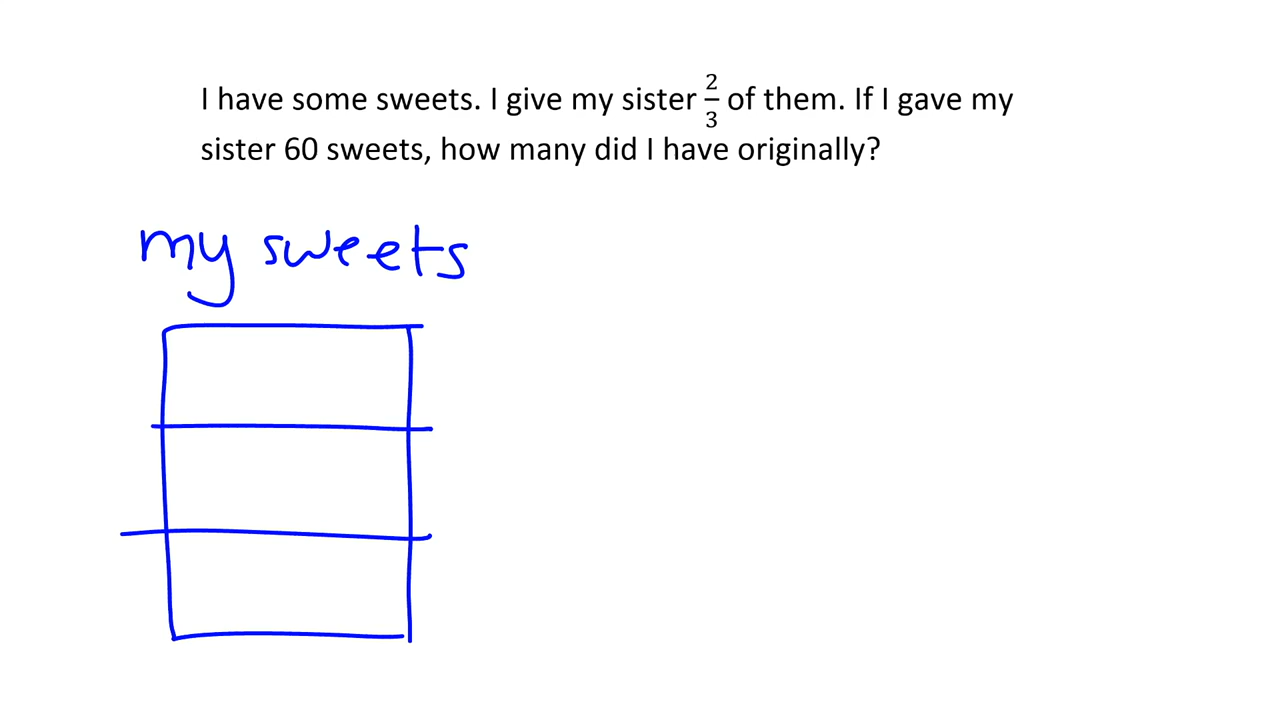 I have some sweets. I give my sister 2/3 of them. If I gave my
sister 60 sweets, how many did I have originally?
my sweets